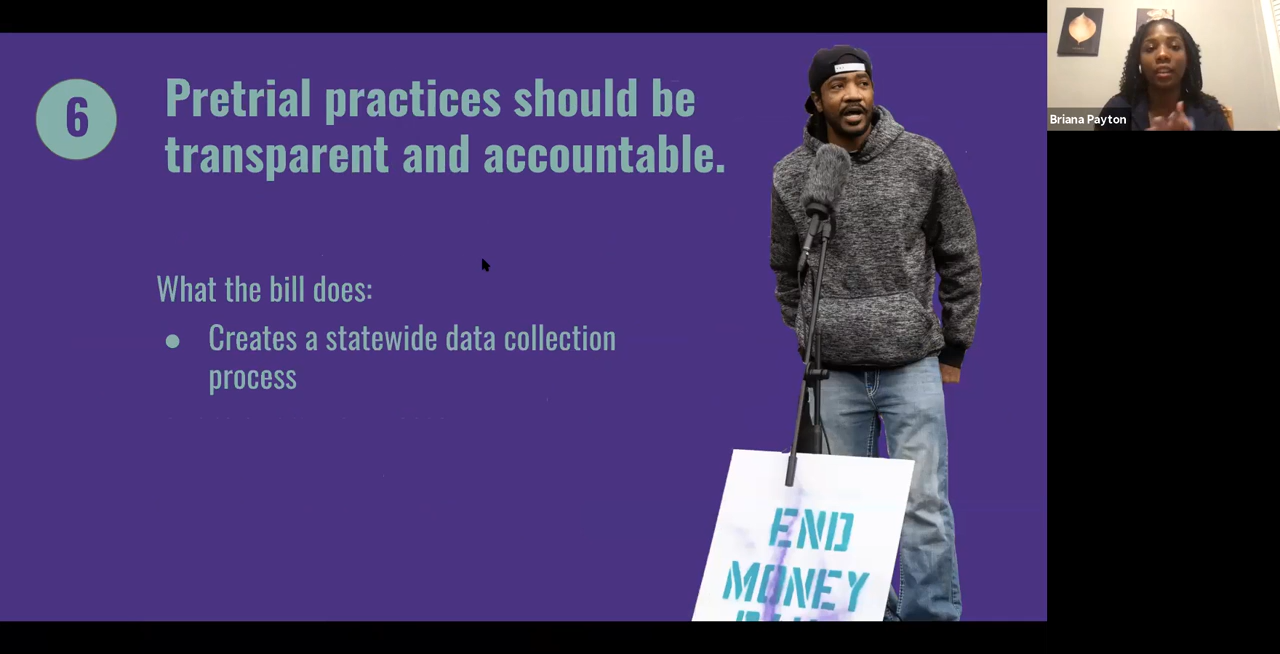 6
Pretrial practices should be
transparent and accountable.
What the bill does:
● Creates a statewide data collection
process
END
MONEY
Briana Payton